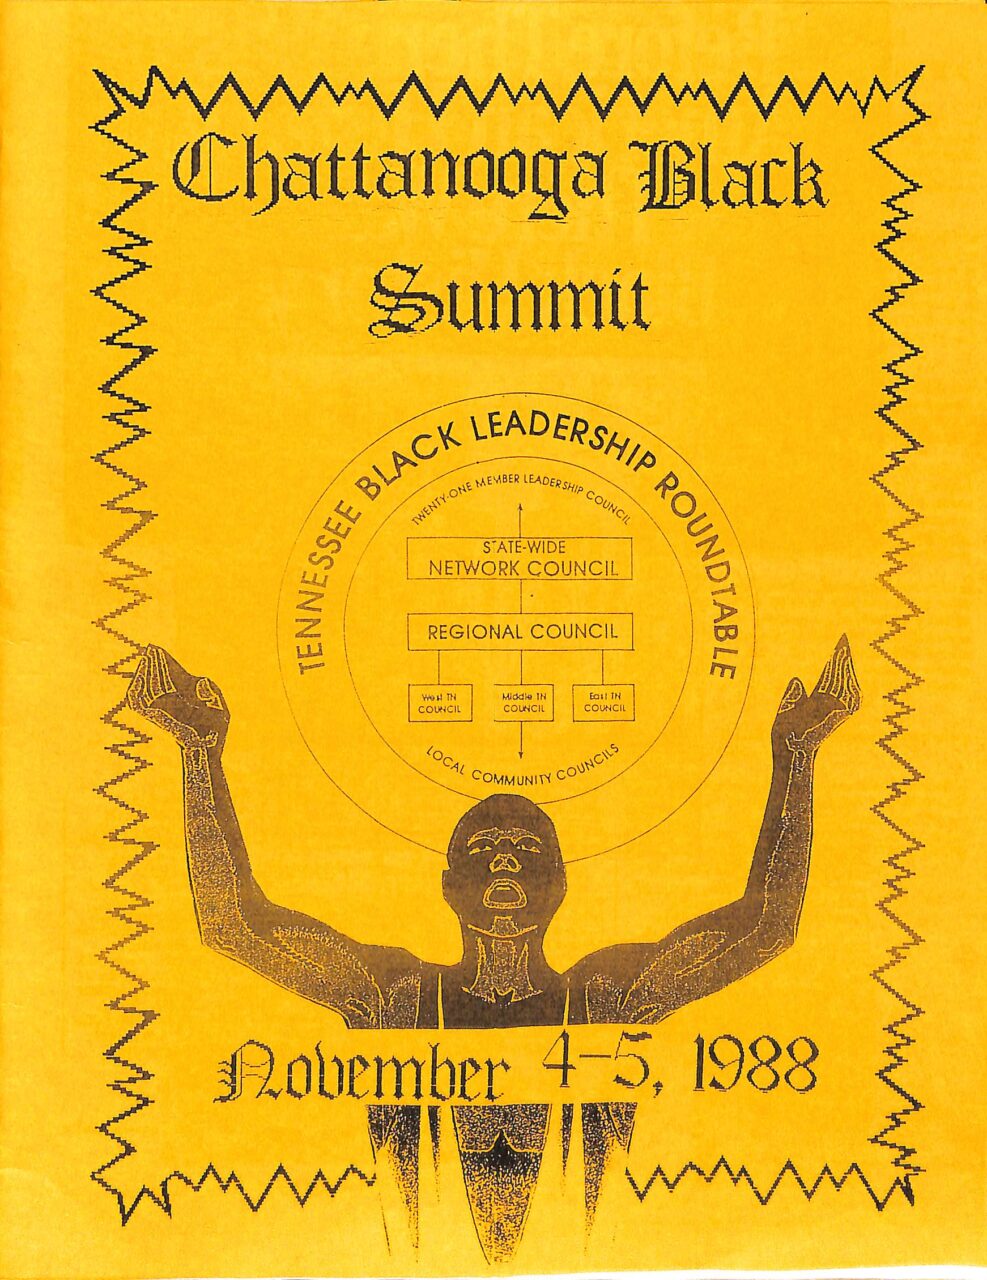 Chattanooga Black
Summit
TENNESSEE BLACK LEADERSHIP ROUNDTABLE
TWENTY-ONE MEMBER LEADERSHIP COUNCIL
STATE-WIDE
NETWORK COUNCIL
REGIONAL COUNCIL
West TN
COUNCIL
Middle TN
COUNCIL
East TN
COUNCIL
LOCAL COMMUNITY COUNCILS
November 4-5, 1988